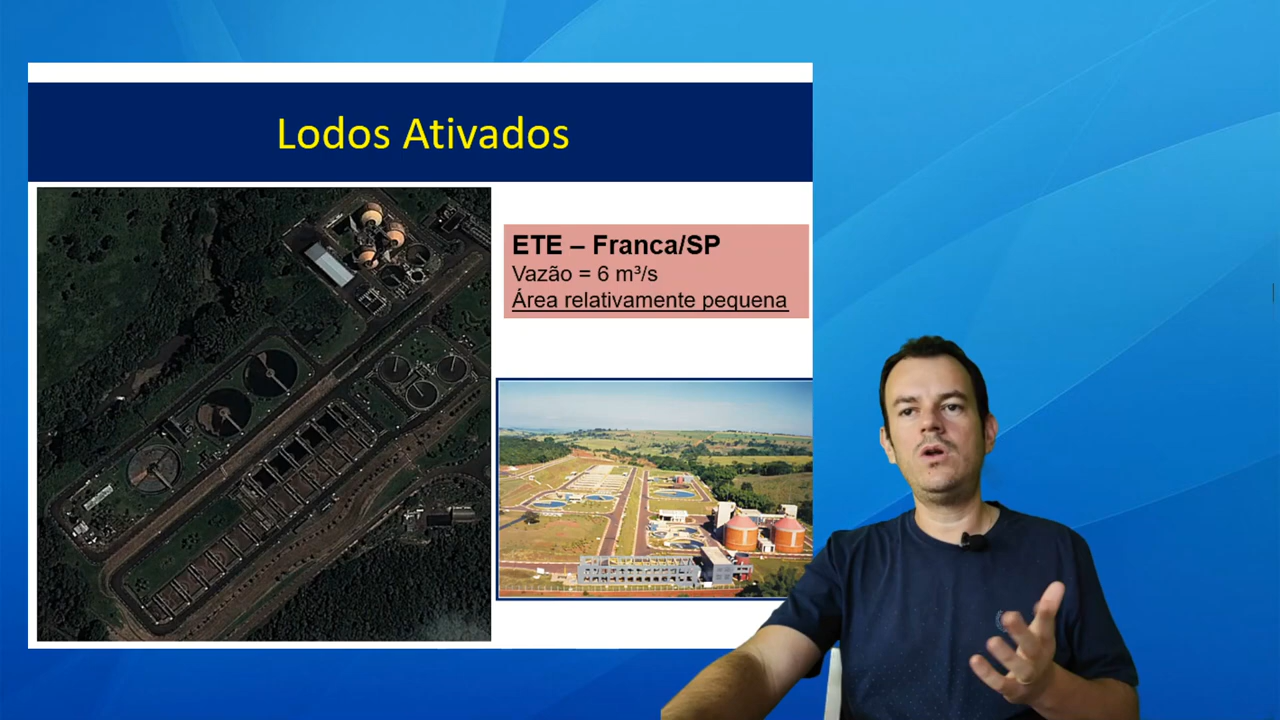 Lodos Ativados
ETE – Franca/SP
Vazão = 6 m³/s
Área relativamente pequena